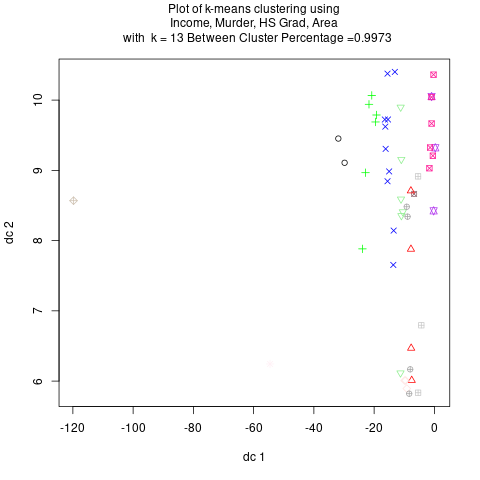 Plot of k-means clustering using
Income, Murder, HS Grad, Area
with k = 13 Between Cluster Percentage =0.9973
dc 2
10
9
8
7
6
-120
-100
-80
-60
-40
-20
0
dc 1